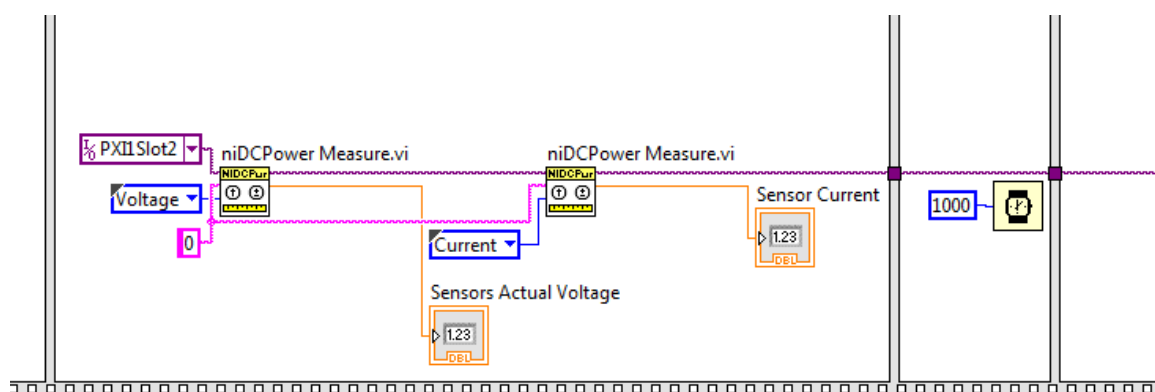 PXI1Slot2
niDCPower Measure.vi
NIDCPwr
Voltage
0
niDCPower Measure.vi
NIDCPwr
Current
Sensor Current
1.23
DBL
Sensors Actual Voltage
1.23
DBL
1000